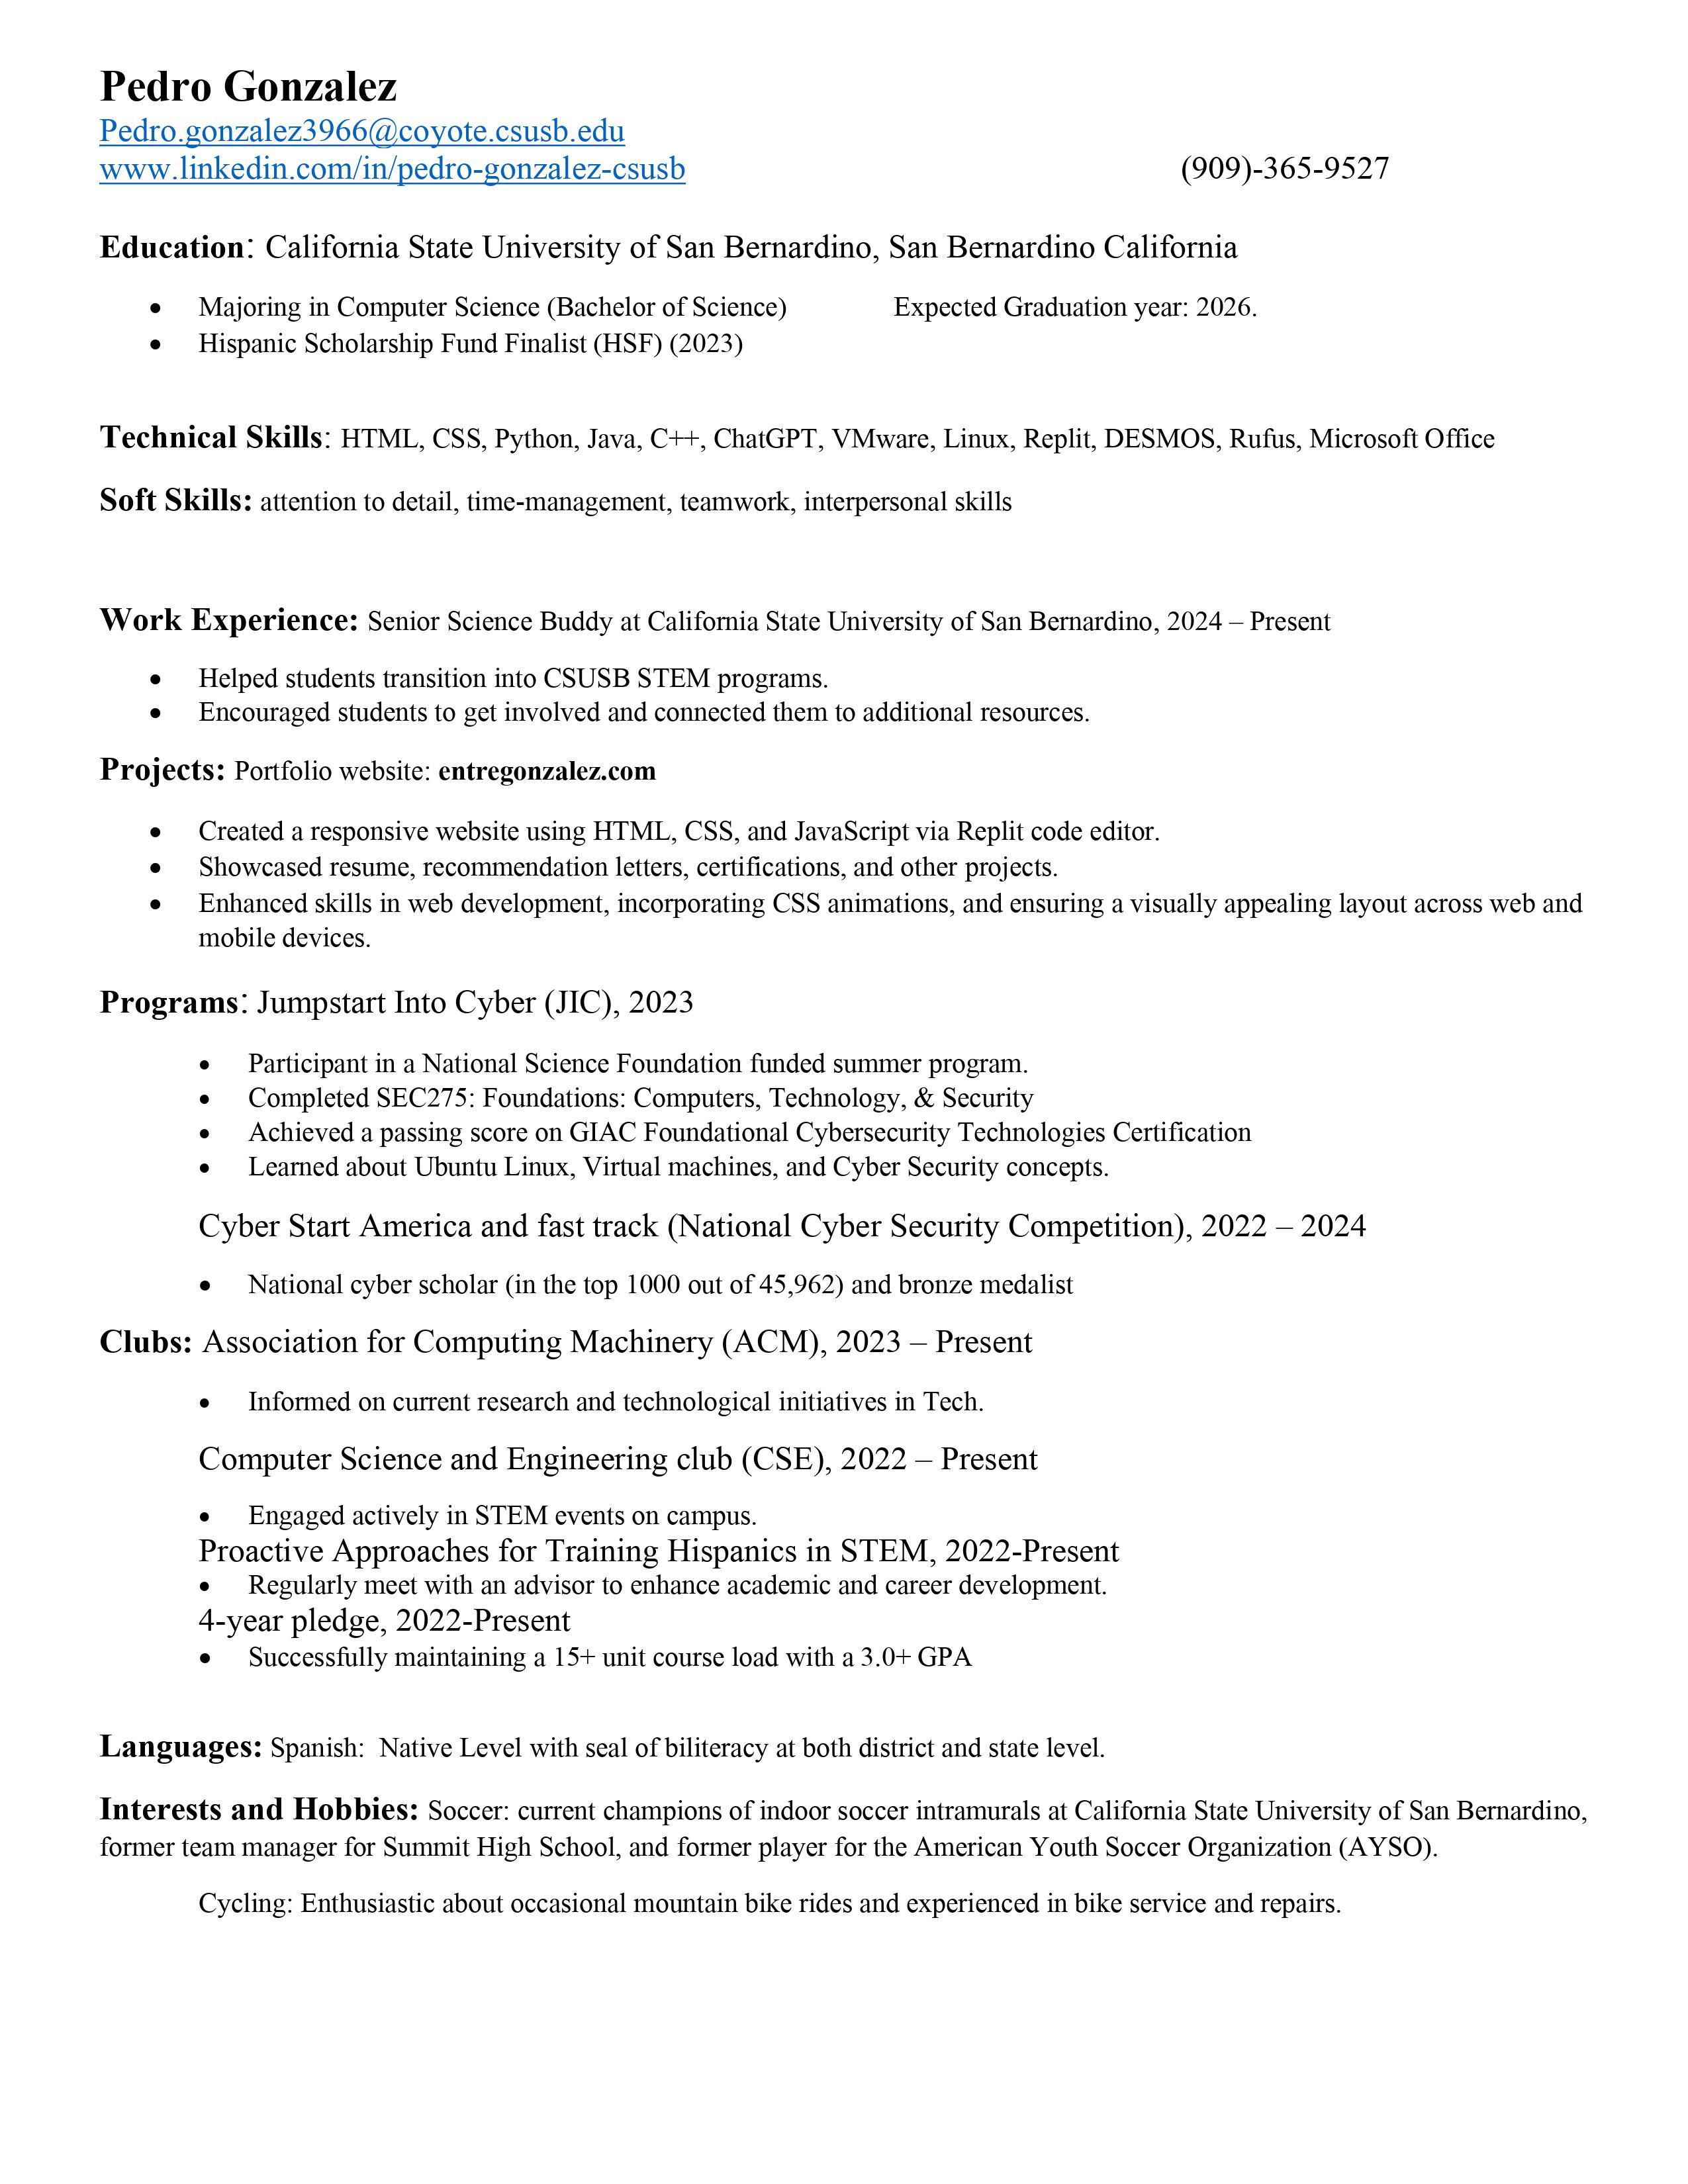 Pedro Gonzalez
Pedro.gonzalez3966@coyote.csusb.edu
www.linkedin.com/in/pedro-gonzalez-csusb (909)-365-9527
Education: California State University of San Bernardino, San Bernardino California
• Majoring in Computer Science (Bachelor of Science) Expected Graduation year: 2026.
• Hispanic Scholarship Fund Finalist (HSF) (2023)
Technical Skills: HTML, CSS, Python, Java, C++, ChatGPT, VMware, Linux, Replit, DESMOS, Rufus, Microsoft Office
Soft Skills: attention to detail, time-management, teamwork, interpersonal skills
Work Experience: Senior Science Buddy at California State University of San Bernardino, 2024 – Present
• Helped students transition into CSUSB STEM programs.
• Encouraged students to get involved and connected them to additional resources.
Projects: Portfolio website: entregonzalez.com
• Created a responsive website using HTML, CSS, and JavaScript via Replit code editor.
• Showcased resume, recommendation letters, certifications, and other projects.
• Enhanced skills in web development, incorporating CSS animations, and ensuring a visually appealing layout across web and
mobile devices.
Programs: Jumpstart Into Cyber (JIC), 2023
• Participant in a National Science Foundation funded summer program.
• Completed SEC275: Foundations: Computers, Technology, & Security
• Achieved a passing score on GIAC Foundational Cybersecurity Technologies Certification
• Learned about Ubuntu Linux, Virtual machines, and Cyber Security concepts.
Cyber Start America and fast track (National Cyber Security Competition), 2022 – 2024
• National cyber scholar (in the top 1000 out of 45,962) and bronze medalist
Clubs: Association for Computing Machinery (ACM), 2023 – Present
• Informed on current research and technological initiatives in Tech.
Computer Science and Engineering club (CSE), 2022 – Present
• Engaged actively in STEM events on campus.
Proactive Approaches for Training Hispanics in STEM, 2022-Present
• Regularly meet with an advisor to enhance academic and career development.
4-year pledge, 2022-Present
• Successfully maintaining a 15+ unit course load with a 3.0+ GPA
Languages: Spanish: Native Level with seal of biliteracy at both district and state level.
Interests and Hobbies: Soccer: current champions of indoor soccer intramurals at California State University of San Bernardino,
former team manager for Summit High School, and former player for the American Youth Soccer Organization (AYSO).
Cycling: Enthusiastic about occasional mountain bike rides and experienced in bike service and repairs.